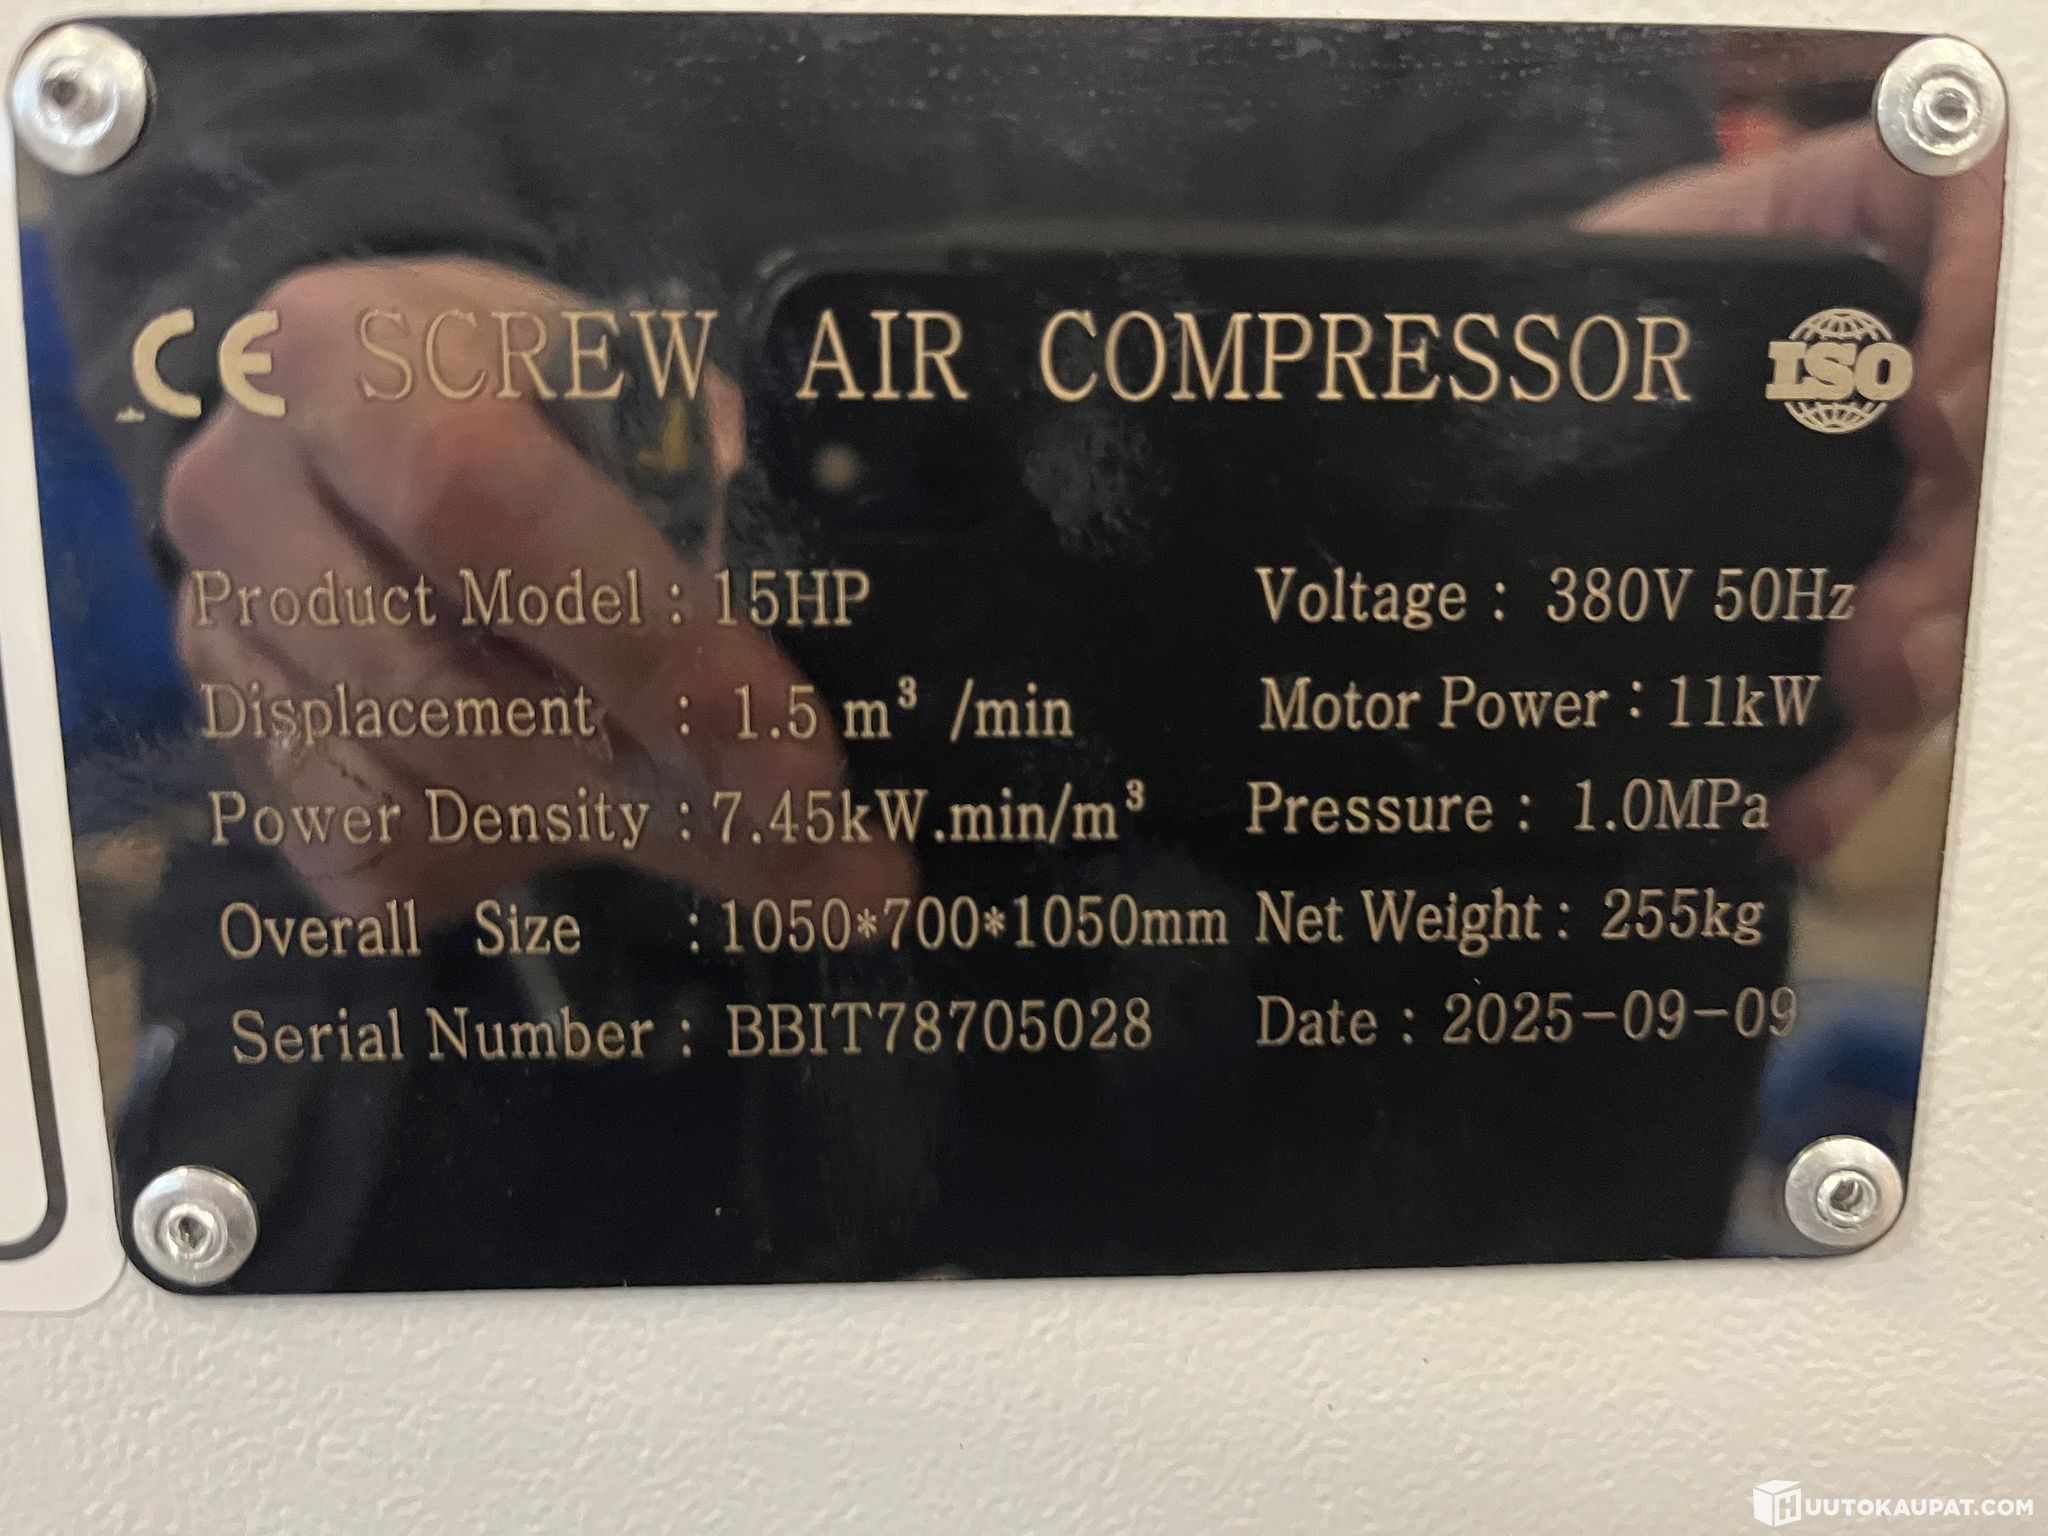 CE SCREW AIR COMPRESSOR ISO
Product Model : 15HP Voltage : 380V 50Hz
Displacement : 1.5 m³ /min Motor Power : 11kW
Power Density : 7.45kW.min/m³ Pressure : 1.0MPa
Overall Size : 1050*700*1050mm Net Weight : 255kg
Serial Number : BBIT78705028 Date : 2025-09-09
HUUTOKAUPAT.COM